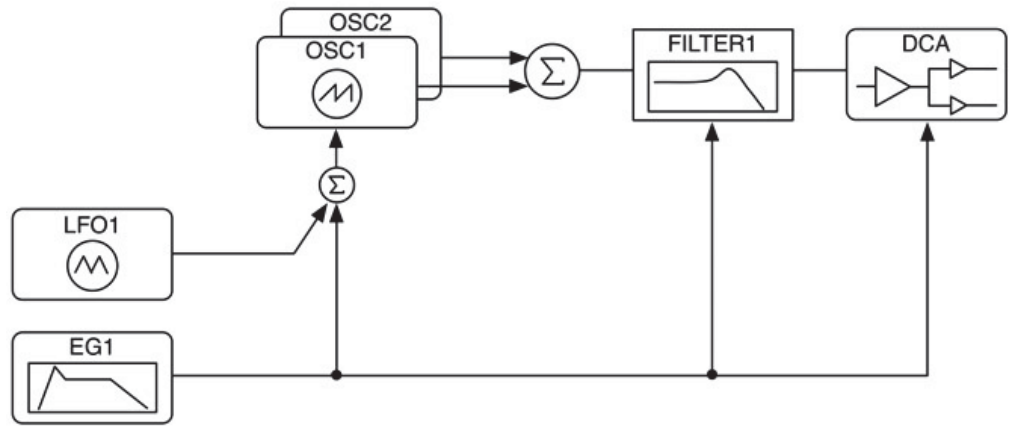 OSC2
OSC1
Σ
FILTER1
DCA
Σ
LFO1
EG1